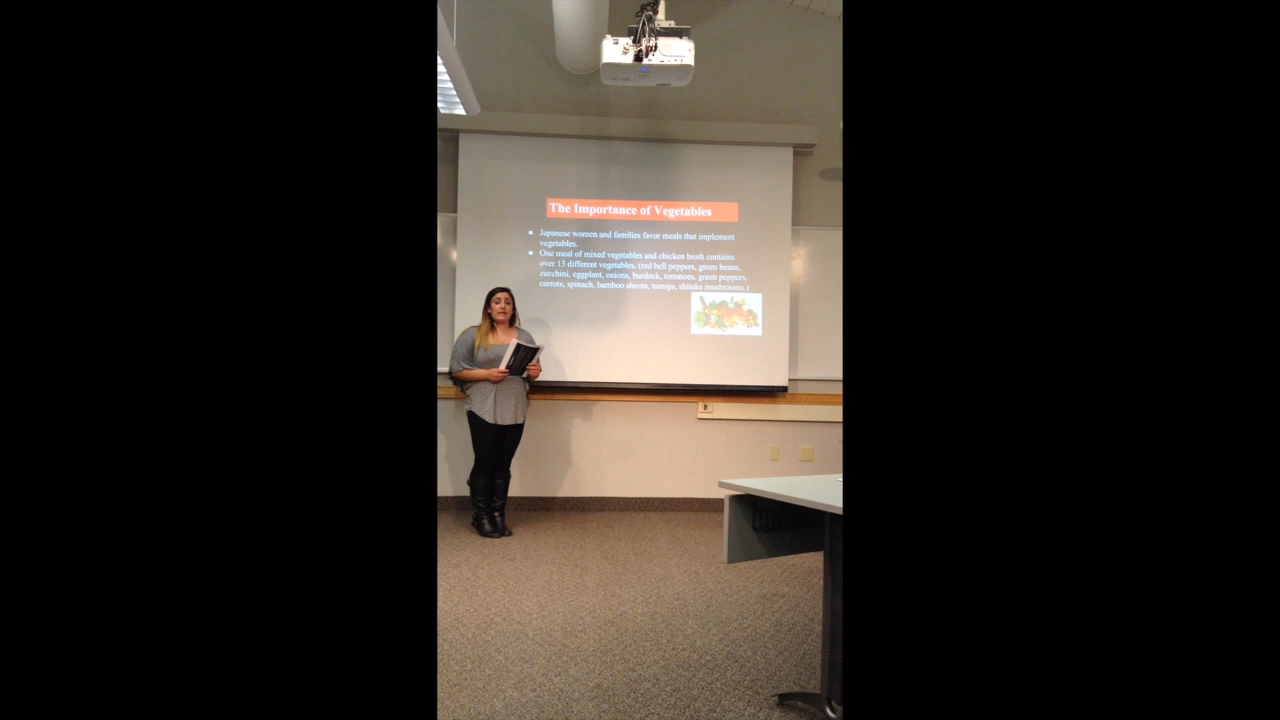 The Importance of Vegetables
● Japanese women and families favor meals that implement
vegetables.
● One meal of mixed vegetables and chicken broth contains
over 13 different vegetables. (red bell peppers, green beans,
zucchini, eggplant, onions, burdock, tomatoes, green peppers,
carrots, spinach, bamboo shoots, turnips, shitake mushrooms.)